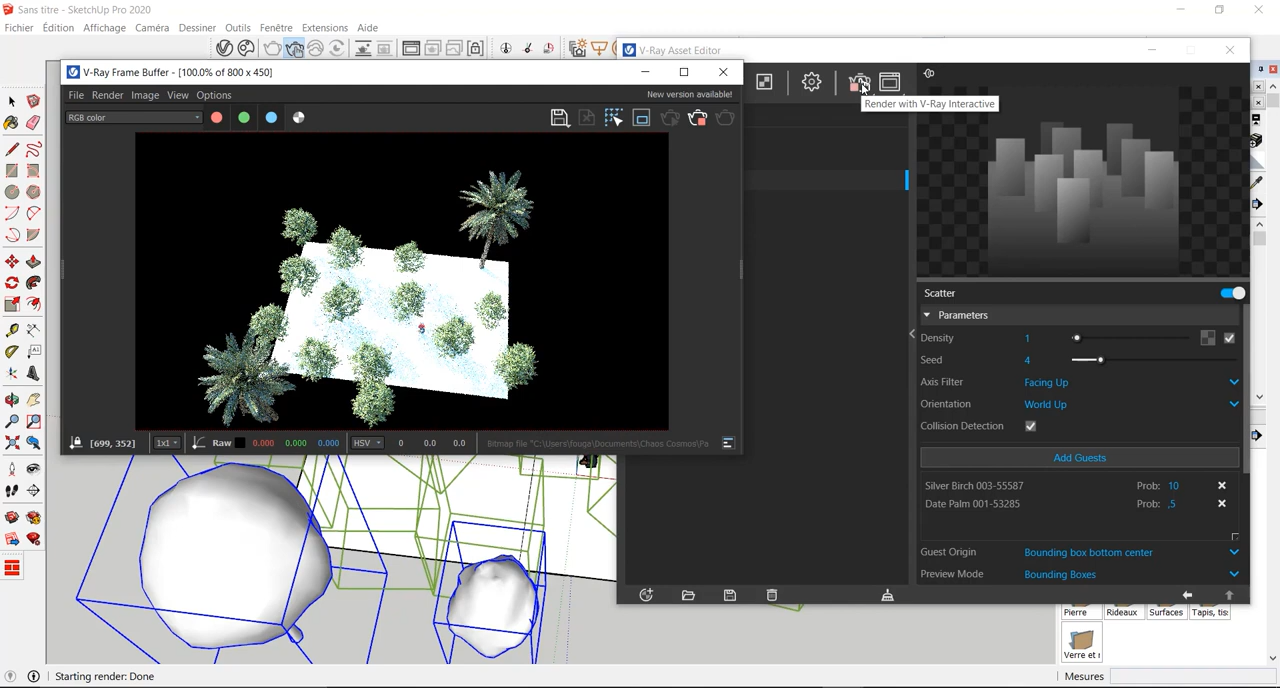 Sans titre - SketchUp Pro 2020
Fichier Édition Affichage Caméra Dessiner Outils Fenêtre Extensions Aide
V-Ray Asset Editor
V-Ray Frame Buffer - [100.0% of 800 x 450]
File Render Image View Options New version available!
Render with V-Ray Interactive
RGB color
Scatter
Parameters
Density 1
Seed 4
Axis Filter Facing Up
Orientation World Up
Collision Detection
[699, 352] 1x1 Raw 0.000 0.000 0.000 HSV 0 0.0 0.0 Bitmap file "C:\Users\fouga\Documents\Chaos Cosmos\Pa
Add Guests
Silver Birch 003-55587 Prob: 10
Date Palm 001-53285 Prob: ,5
Guest Origin Bounding box bottom center
Preview Mode Bounding Boxes
Pierre Rideaux Surfaces Tapis, tis
Verre et
Starting render: Done
Mesures